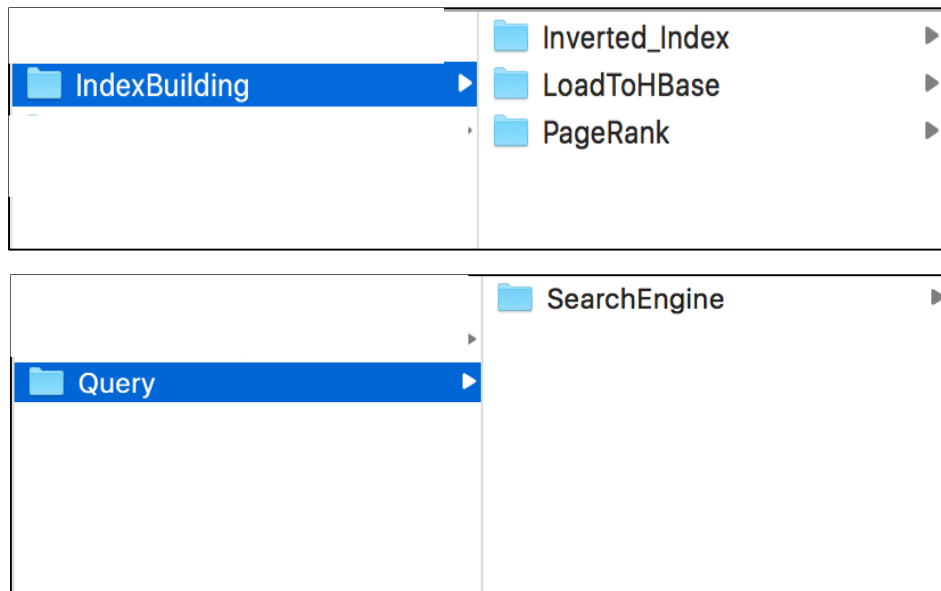 Inverted_Index
IndexBuilding
LoadToHBase
PageRank
SearchEngine
Query